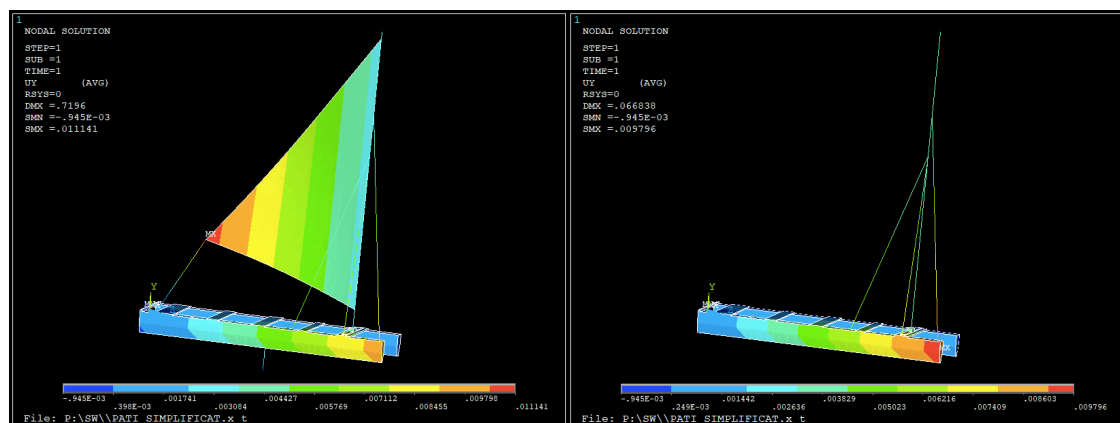 1
NODAL SOLUTION
STEP=1
SUB =1
TIME=1
UY (AVG)
RSYS=0
DMX =.7196
SMN =-.945E-03
SMX =.011141
MX
Y
-.945E-03 .001741 .004427 .007112 .009798
.398E-03 .003084 .005769 .008455 .011141
File: P:\SW\\PATI SIMPLIFICAT.x t
1
NODAL SOLUTION
STEP=1
SUB =1
TIME=1
UY (AVG)
RSYS=0
DMX =.066838
SMN =-.945E-03
SMX =.009796
Y
MX
-.945E-03 .001442 .003829 .006216 .008603
.249E-03 .002636 .005023 .007409 .009796
File: P:\SW\\PATI SIMPLIFICAT.x t